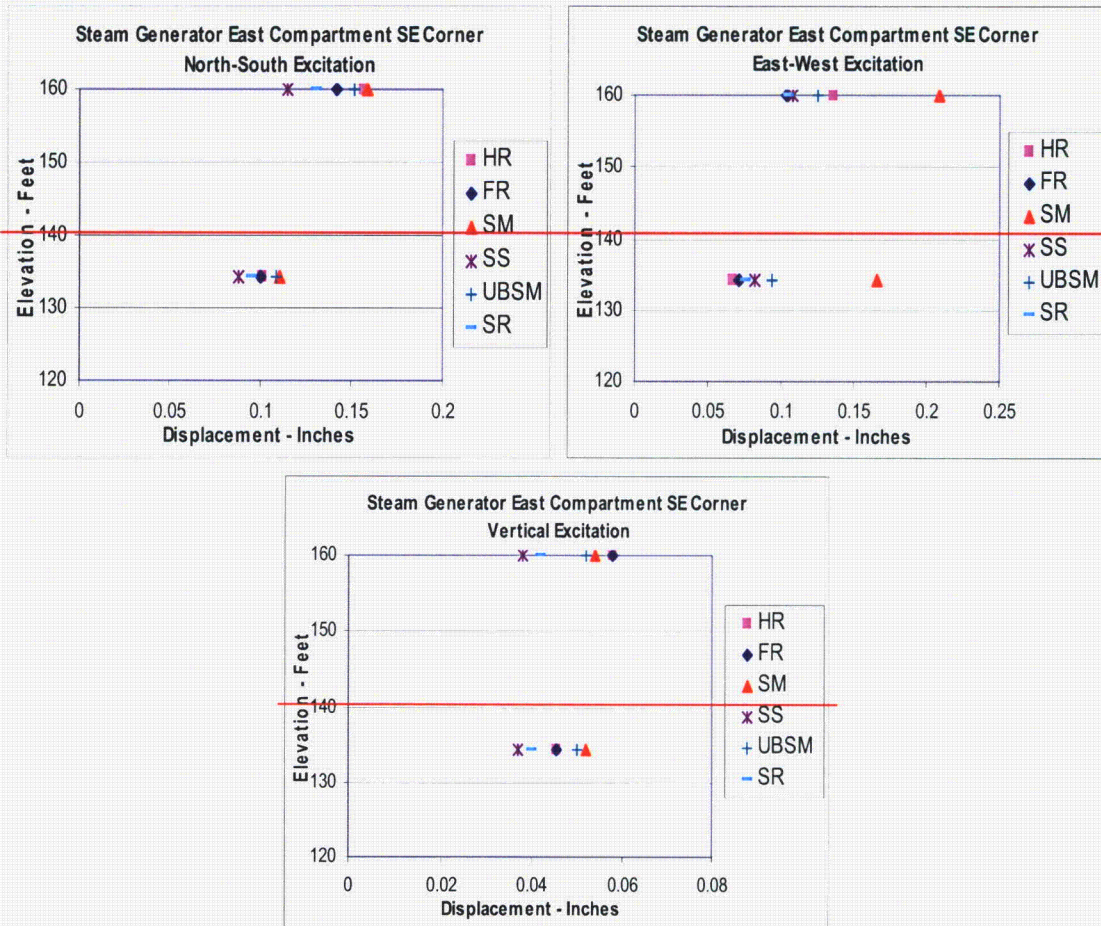 Steam Generator East Compartment SE Corner
North-South Excitation
160
150
140
130
120
Elevation - Feet
0 0.05 0.1 0.15 0.2
Displacement - Inches
HR
FR
SM
SS
UBSM
SR
Steam Generator East Compartment SE Corner
East-West Excitation
160
150
140
130
120
Elevation - Feet
0 0.05 0.1 0.15 0.2 0.25
Displacement - Inches
HR
FR
SM
SS
UBSM
SR
Steam Generator East Compartment SE Corner
Vertical Excitation
160
150
140
130
120
Elevation - Feet
0 0.02 0.04 0.06 0.08
Displacement - Inches
HR
FR
SM
SS
UBSM
SR